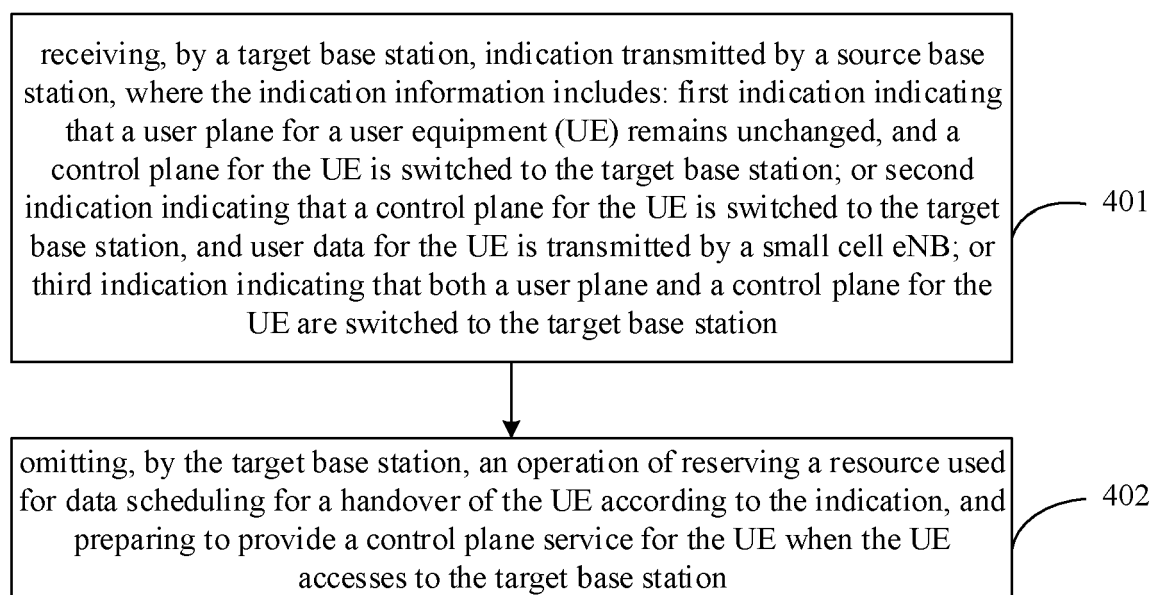 receiving, by a target base station, indication transmitted by a source base
station, where the indication information includes: first indication indicating
that a user plane for a user equipment (UE) remains unchanged, and a
control plane for the UE is switched to the target base station; or second
indication indicating that a control plane for the UE is switched to the target
base station, and user data for the UE is transmitted by a small cell eNB; or
third indication indicating that both a user plane and a control plane for the
UE are switched to the target base station
401
omitting, by the target base station, an operation of reserving a resource used
for data scheduling for a handover of the UE according to the indication, and
preparing to provide a control plane service for the UE when the UE
accesses to the target base station
402